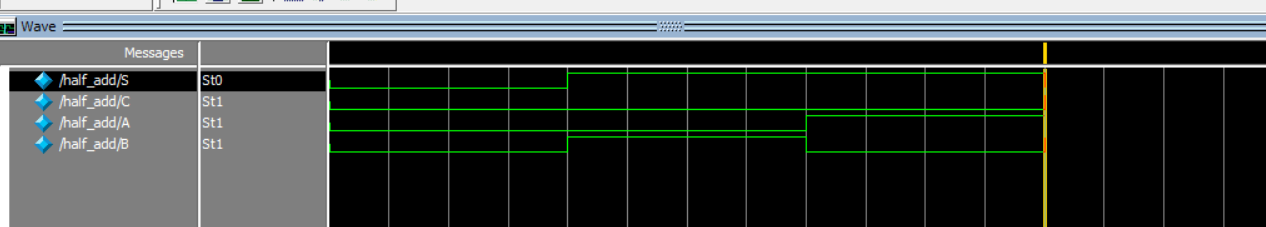 Wave
Messages
/half_add/S St0
/half_add/C St1
/half_add/A St1
/half_add/B St1